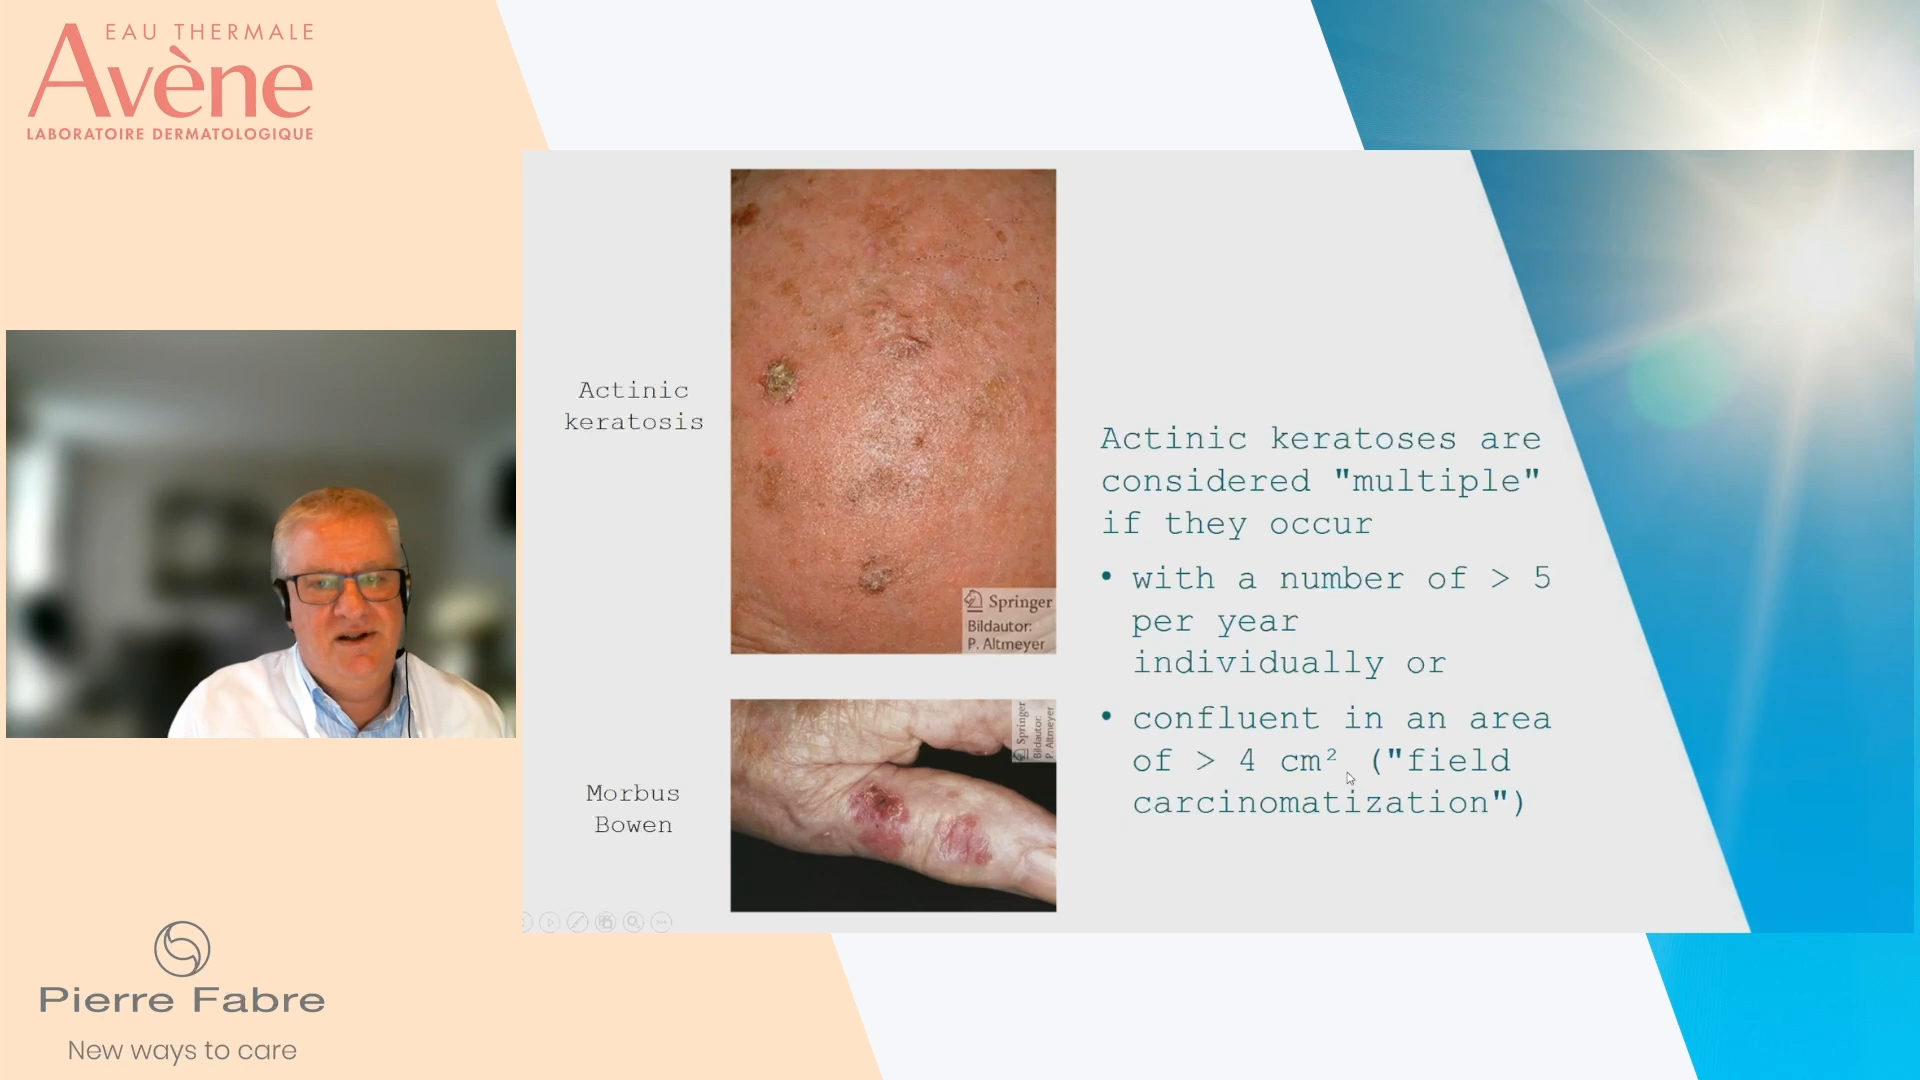 EAU THERMALE
Avène
LABORATOIRE DERMATOLOGIQUE
Actinic
keratosis
Springer
Bildautor:
P. Altmeyer
Morbus
Bowen
Springer
Bildautor:
P. Altmeyer
Actinic keratoses are
considered "multiple"
if they occur
• with a number of > 5
per year
individually or
• confluent in an area
of > 4 cm² ("field
carcinomatization")
Pierre Fabre
New ways to care